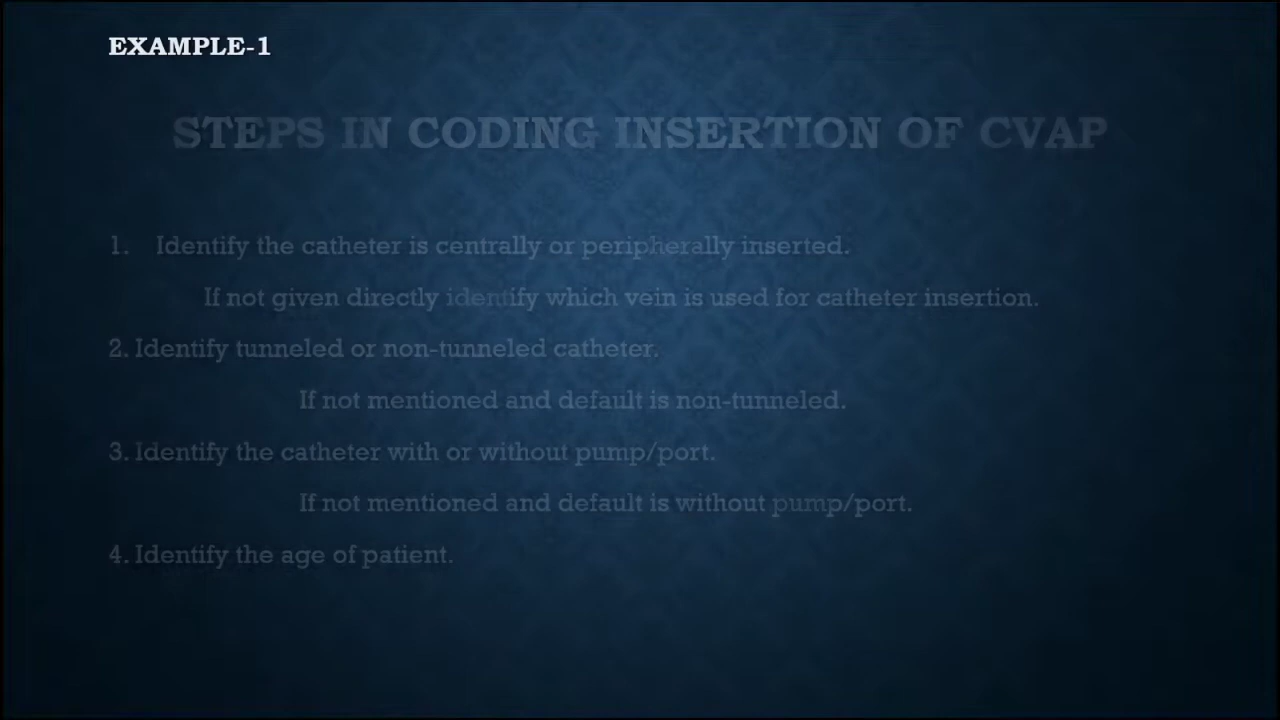 EXAMPLE-1
STEPS IN CODING INSERTION OF CVAP
1. Identify the catheter is centrally or peripherally inserted.
If not given directly identify which vein is used for catheter insertion.
2. Identify tunneled or non-tunneled catheter.
If not mentioned and default is non-tunneled.
3. Identify the catheter with or without pump/port.
If not mentioned and default is without pump/port.
4. Identify the age of patient.